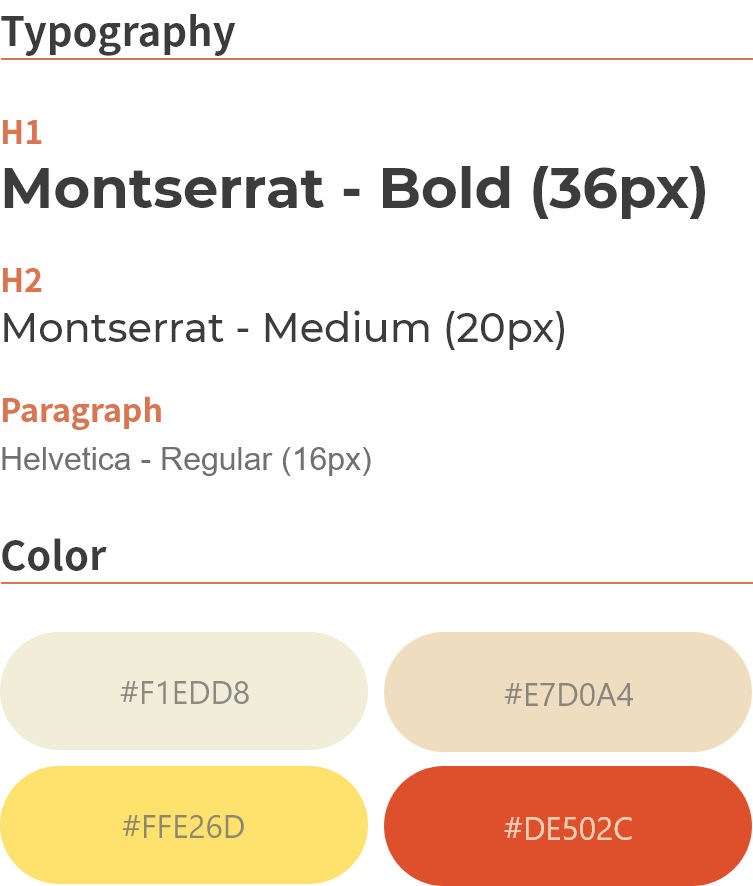 Typography
H1
Montserrat - Bold (36px)
H2
Montserrat - Medium (20px)
Paragraph
Helvetica - Regular (16px)
Color
#F1EDD8
#E7D0A4
#FFE26D
#DE502C